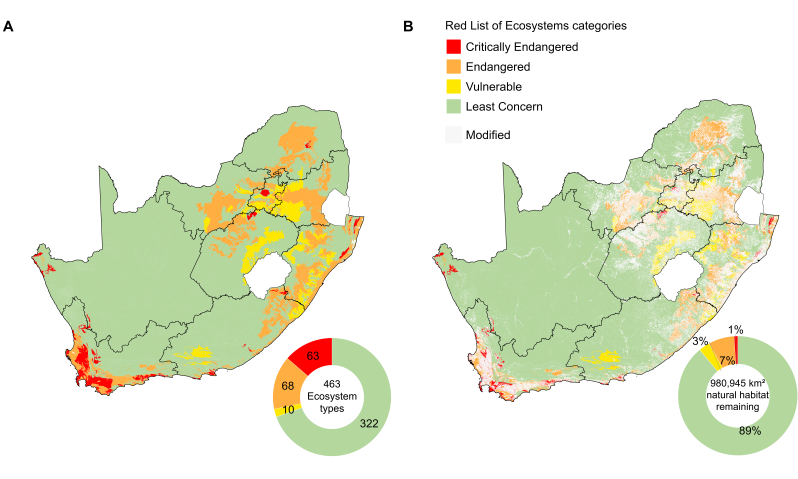 A
B
Red List of Ecosystems categories
Critically Endangered
Endangered
Vulnerable
Least Concern
Modified
63
68
10
322
463
Ecosystem
types
1%
3%
7%
980,945 km²
natural habitat
remaining
89%